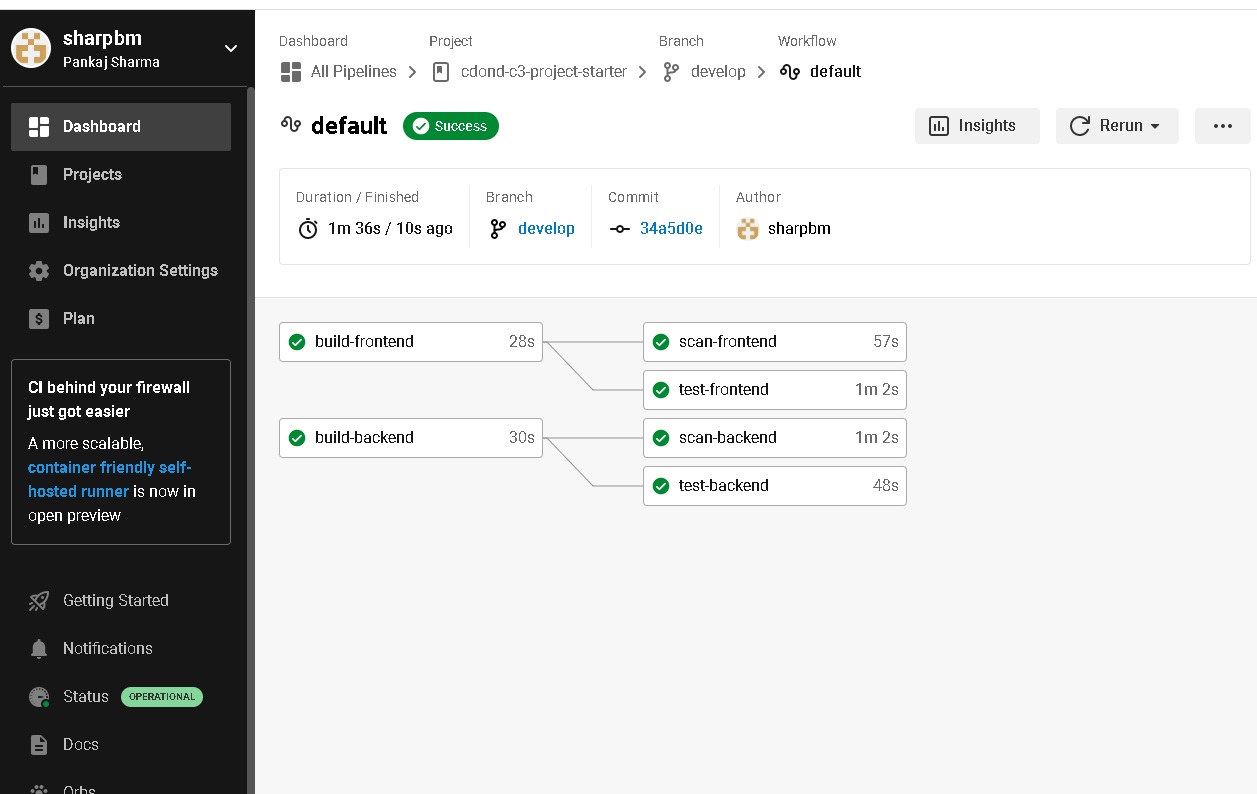 sharpbm
Pankaj Sharma
Dashboard
Projects
Insights
Organization Settings
Plan
CI behind your firewall
just got easier
A more scalable,
container friendly self-
hosted runner is now in
open preview
Getting Started
Notifications
Status OPERATIONAL
Docs
Orbs
Dashboard Project Branch Workflow
All Pipelines cdond-c3-project-starter develop default
default Success Insights Rerun
Duration / Finished Branch Commit Author
1m 36s / 10s ago develop 34a5d0e sharpbm
build-frontend 28s scan-frontend 57s
test-frontend 1m 2s
build-backend 30s scan-backend 1m 2s
test-backend 48s